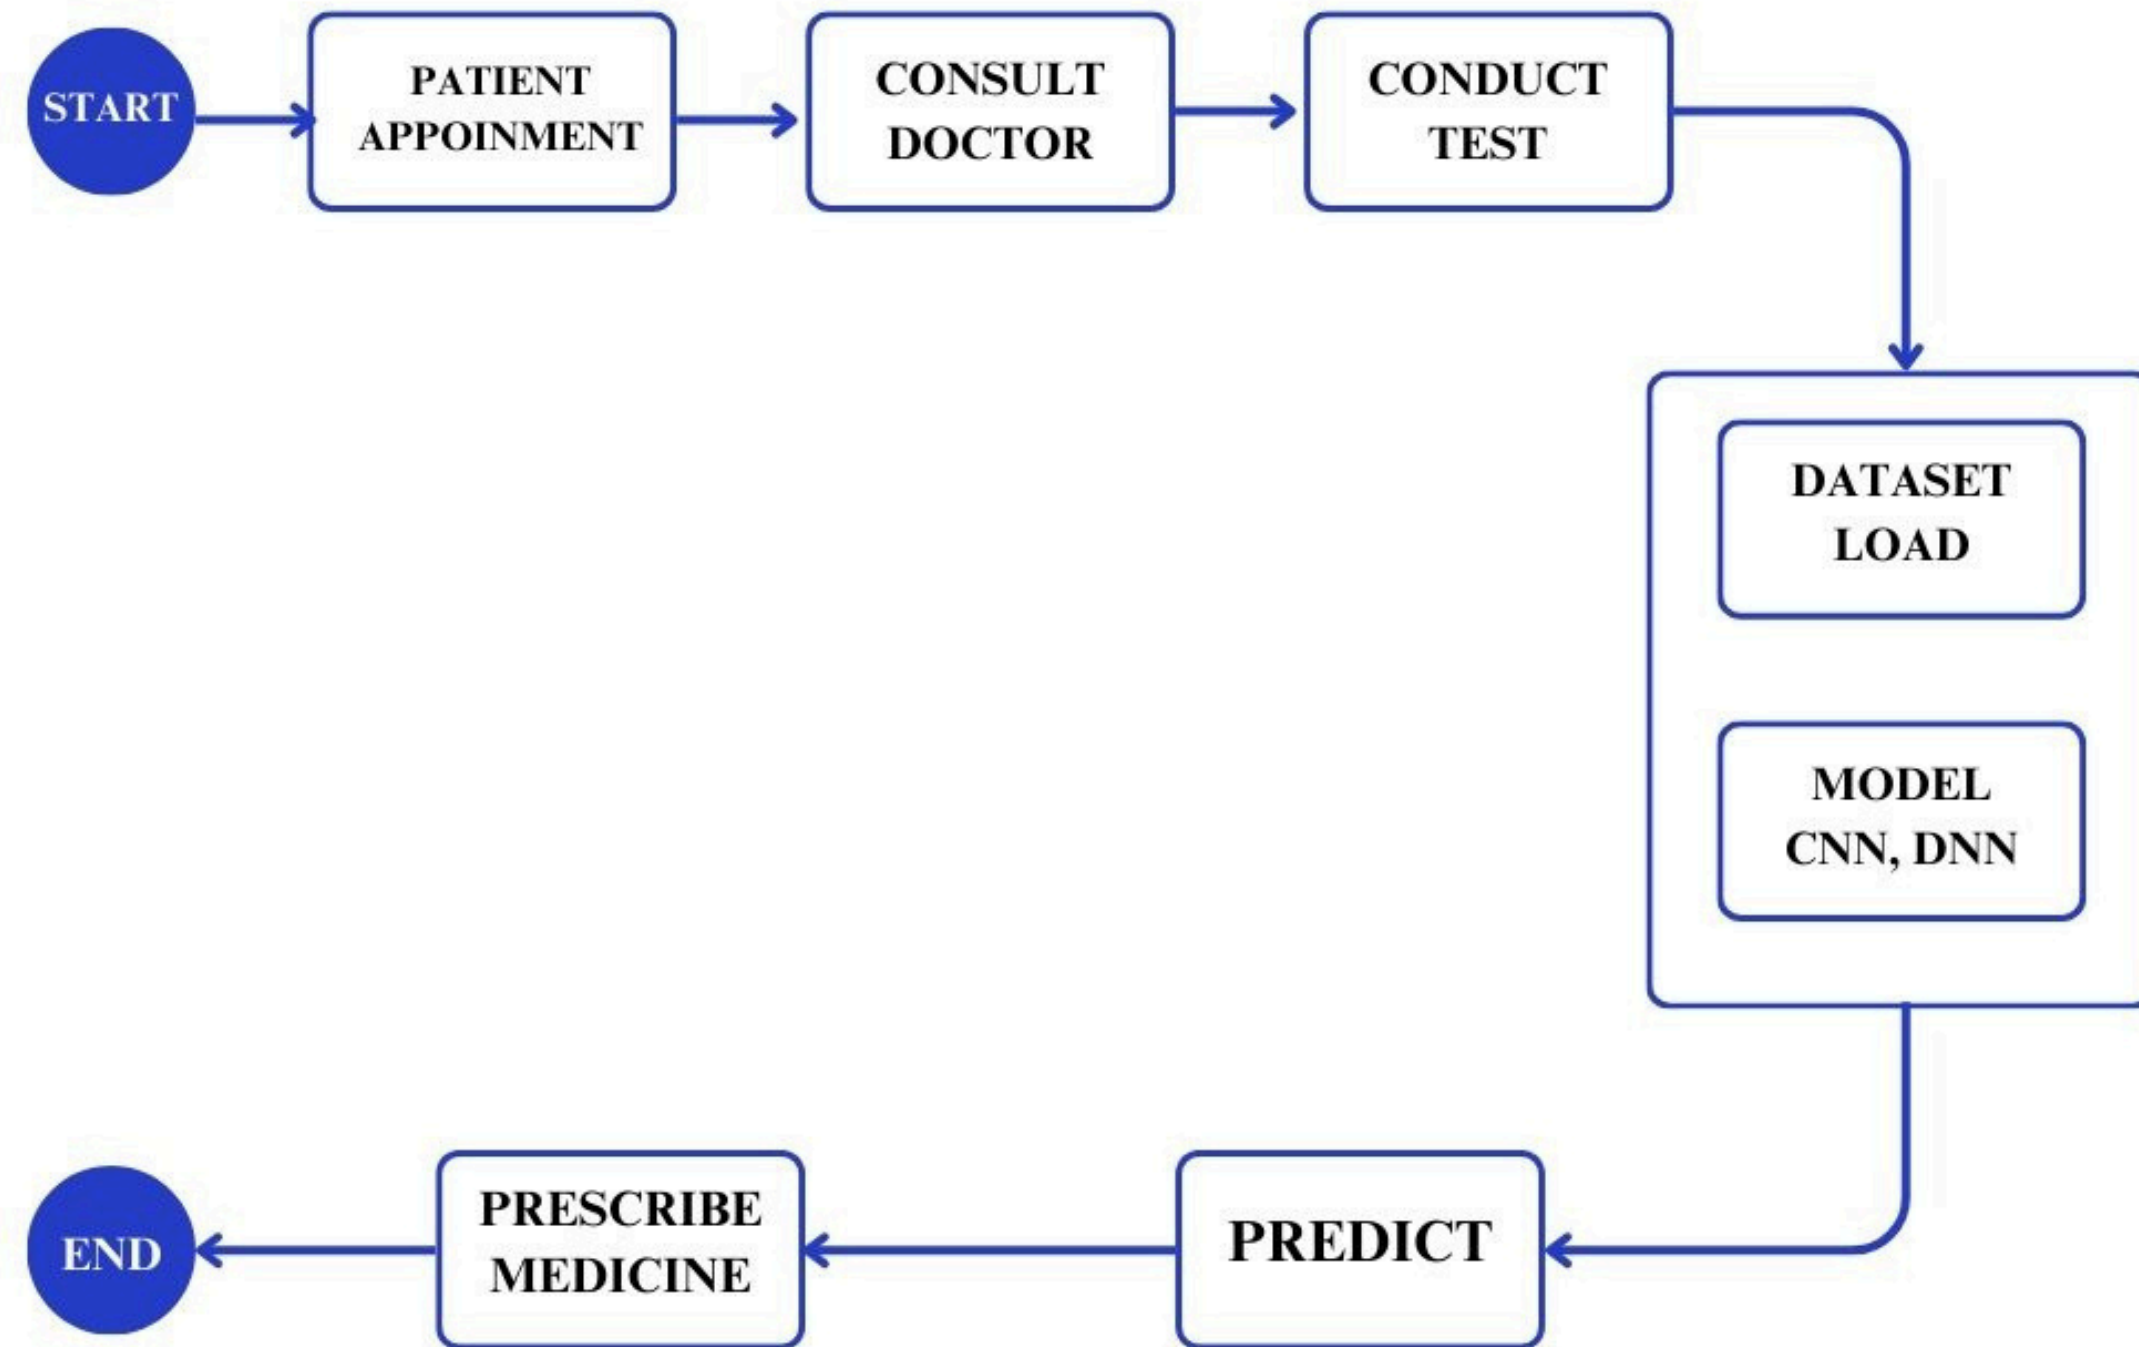 START
PATIENT
APPOINMENT
CONSULT
DOCTOR
CONDUCT
TEST
DATASET
LOAD
MODEL
CNN, DNN
PREDICT
PRESCRIBE
MEDICINE
END